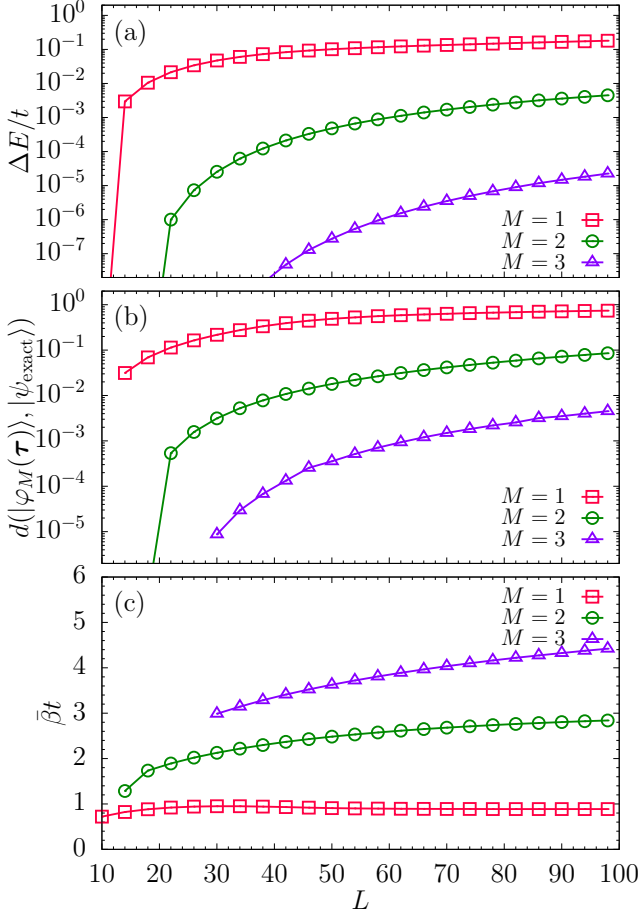 (a)
10^0
10^{-1}
10^{-2}
10^{-3}
10^{-4}
10^{-5}
10^{-6}
10^{-7}
ΔE/t
M = 1
M = 2
M = 3
(b)
10^0
10^{-1}
10^{-2}
10^{-3}
10^{-4}
10^{-5}
d(|φ_M(τ)⟩, |ψ_exact⟩)
M = 1
M = 2
M = 3
(c)
6
5
4
3
2
1
0
β̄t
M = 1
M = 2
M = 3
10 20 30 40 50 60 70 80 90 100
L